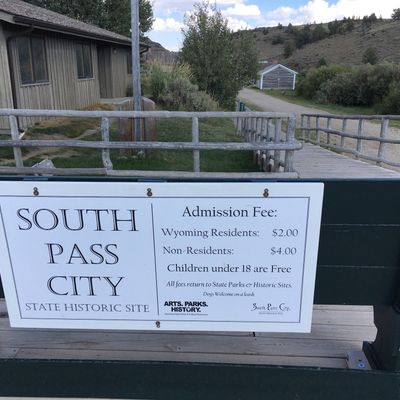 SOUTH
PASS
CITY
STATE HISTORIC SITE
Admission Fee:
Wyoming Residents: $2.00
Non-Residents: $4.00
Children under 18 are Free
All fees return to State Parks & Historic Sites.
Dogs Welcome on a leash
ARTS. PARKS.
HISTORY.
South Pass City